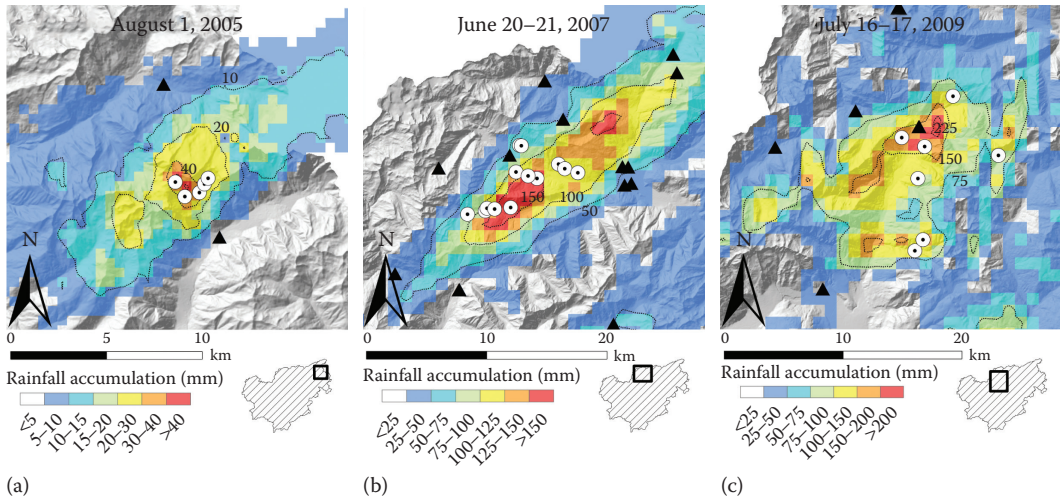 August 1, 2005
10
20
40
N
0 5 10
km
Rainfall accumulation (mm)
<5
5–10
10–15
15–20
20–30
30–40
>40
(a)
June 20–21, 2007
150
100
50
N
0 10 20
km
Rainfall accumulation (mm)
<25
25–50
50–75
75–100
100–125
125–150
>150
(b)
July 16–17, 2009
225
150
75
N
0 10 20
km
Rainfall accumulation (mm)
<25
25–50
50–75
75–100
100–150
150–200
>200
(c)